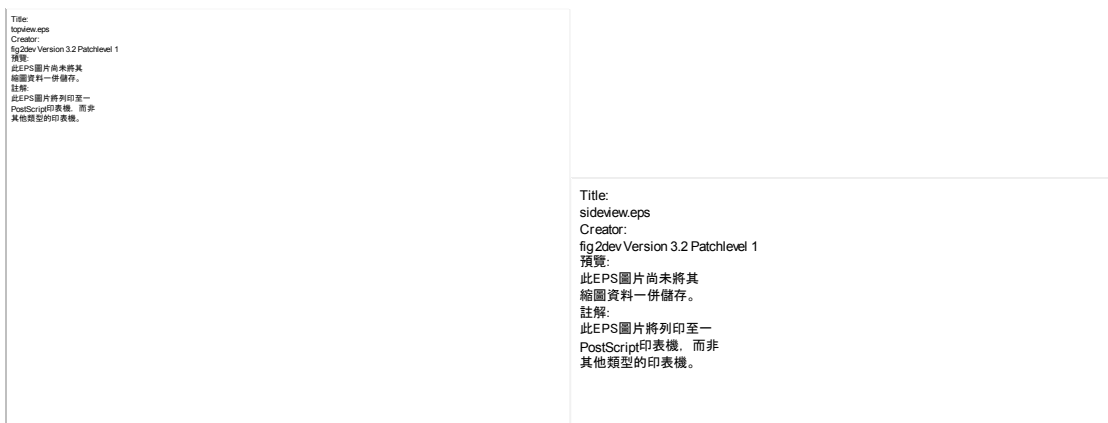 Title:
topview.eps
Creator:
fig2dev Version 3.2 Patchlevel 1
預覽:
此EPS圖片尚未將其
縮圖資料一併儲存。
註解:
此EPS圖片將列印至一
PostScript印表機，而非
其他類型的印表機。
Title:
sideview.eps
Creator:
fig2dev Version 3.2 Patchlevel 1
預覽:
此EPS圖片尚未將其
縮圖資料一併儲存。
註解:
此EPS圖片將列印至一
PostScript印表機，而非
其他類型的印表機。